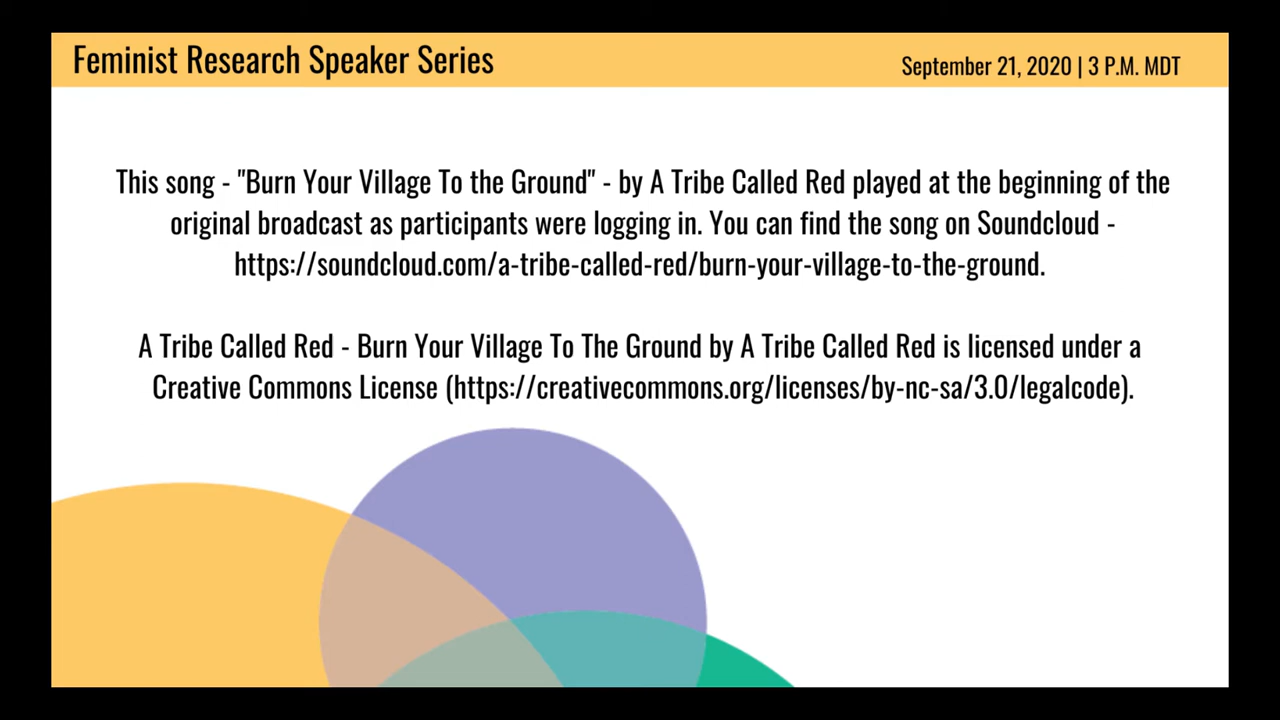 Feminist Research Speaker Series
September 21, 2020 | 3 P.M. MDT
This song - "Burn Your Village To the Ground" - by A Tribe Called Red played at the beginning of the
original broadcast as participants were logging in. You can find the song on Soundcloud -
https://soundcloud.com/a-tribe-called-red/burn-your-village-to-the-ground.
A Tribe Called Red - Burn Your Village To The Ground by A Tribe Called Red is licensed under a
Creative Commons License (https://creativecommons.org/licenses/by-nc-sa/3.0/legalcode).